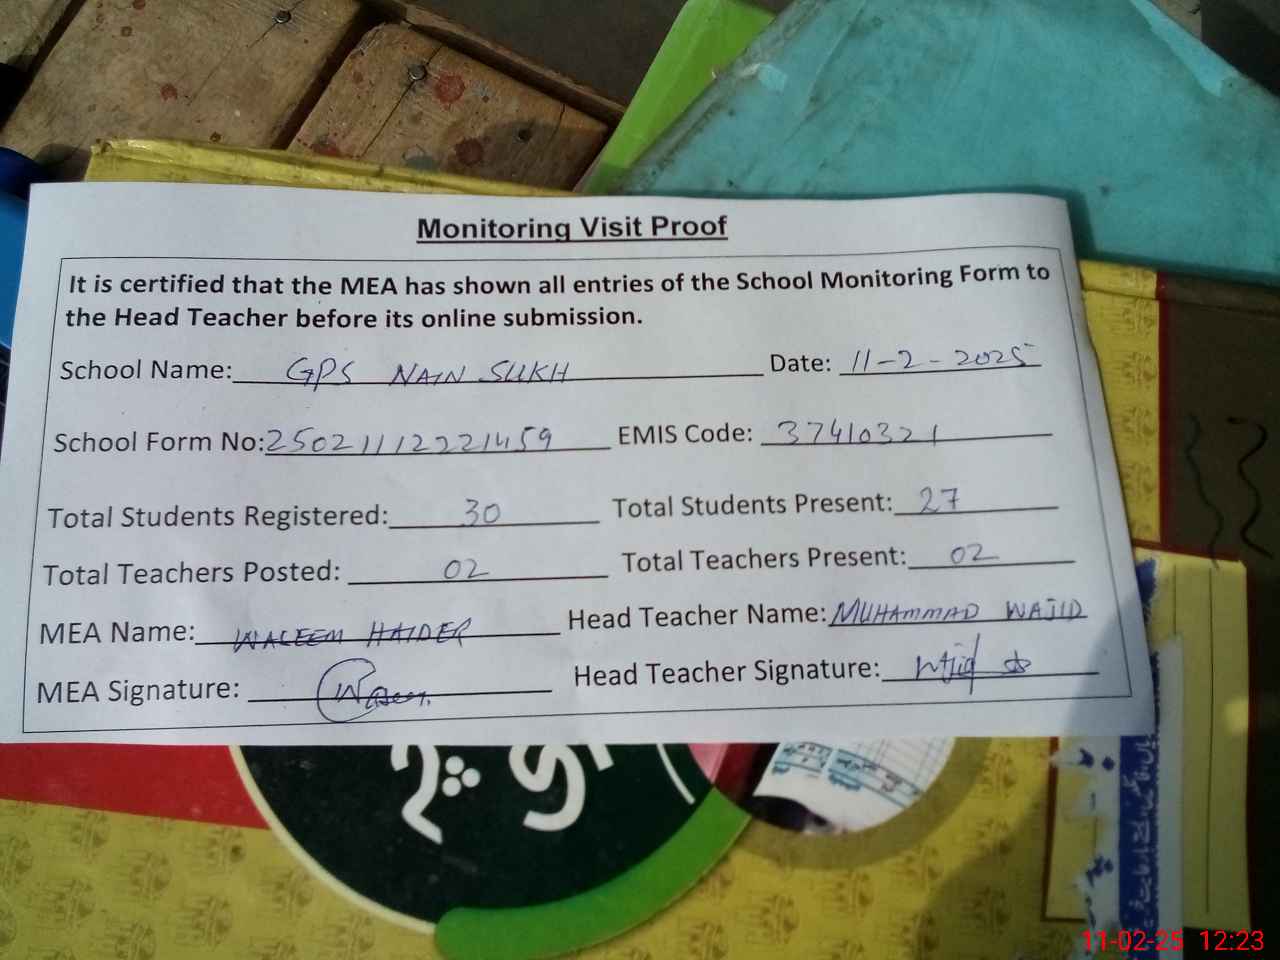 Monitoring Visit Proof
It is certified that the MEA has shown all entries of the School Monitoring Form to
the Head Teacher before its online submission.
School Name: GPS NAIN SUKH Date: 11-2-2025
School Form No: 25021112221459 EMIS Code: 37410321
Total Students Registered: 30 Total Students Present: 27
Total Teachers Posted: 02 Total Teachers Present: 02
MEA Name: WALEEM HAIDER Head Teacher Name: MUHAMMAD WAJID
MEA Signature: Head Teacher Signature:
11-02-25 12:23